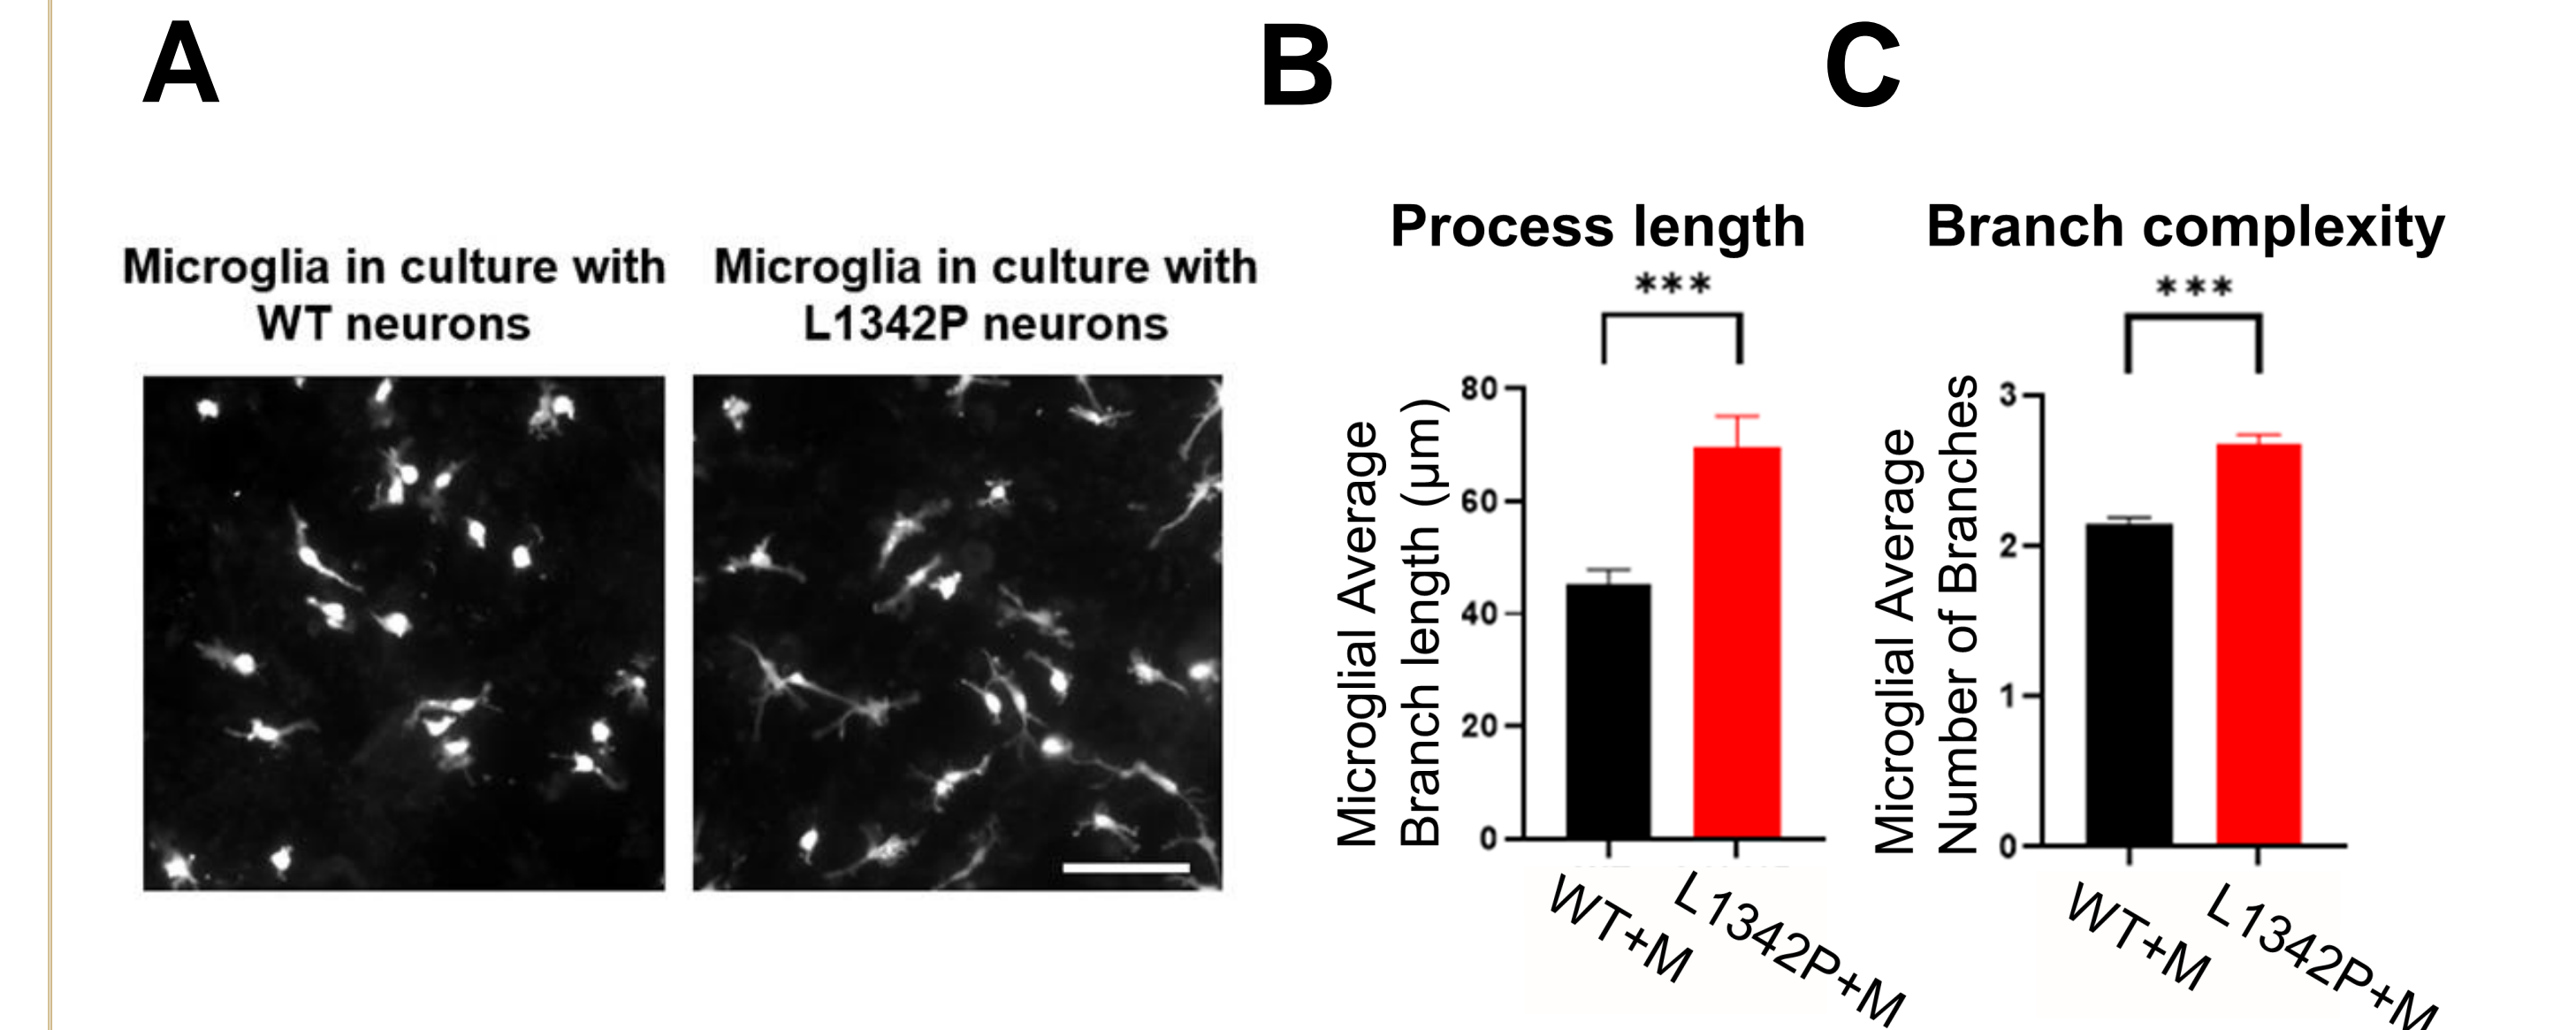 A
B
C
Microglia in culture with
WT neurons
Microglia in culture with
L1342P neurons
Process length
***
Microglial Average
Branch length (μm)
80
60
40
20
0
WT+M
L1342P+M
Branch complexity
***
Microglial Average
Number of Branches
3
2
1
0
WT+M
L1342P+M